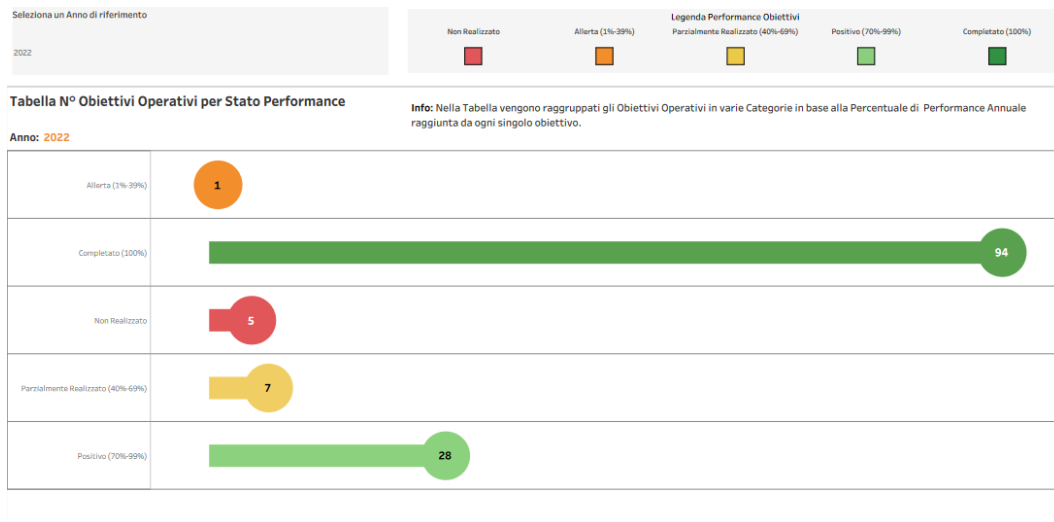 Seleziona un Anno di riferimento
2022
Legenda Performance Obiettivi
Non Realizzato
Allerta (1%-39%)
Parzialmente Realizzato (40%-69%)
Positivo (70%-99%)
Completato (100%)
Tabella N° Obiettivi Operativi per Stato Performance
Info: Nella Tabella vengono raggruppati gli Obiettivi Operativi in varie Categorie in base alla Percentuale di Performance Annuale
raggiunta da ogni singolo obiettivo.
Anno: 2022
Allerta (1%-39%)
1
Completato (100%)
94
Non Realizzato
5
Parzialmente Realizzato (40%-69%)
7
Positivo (70%-99%)
28